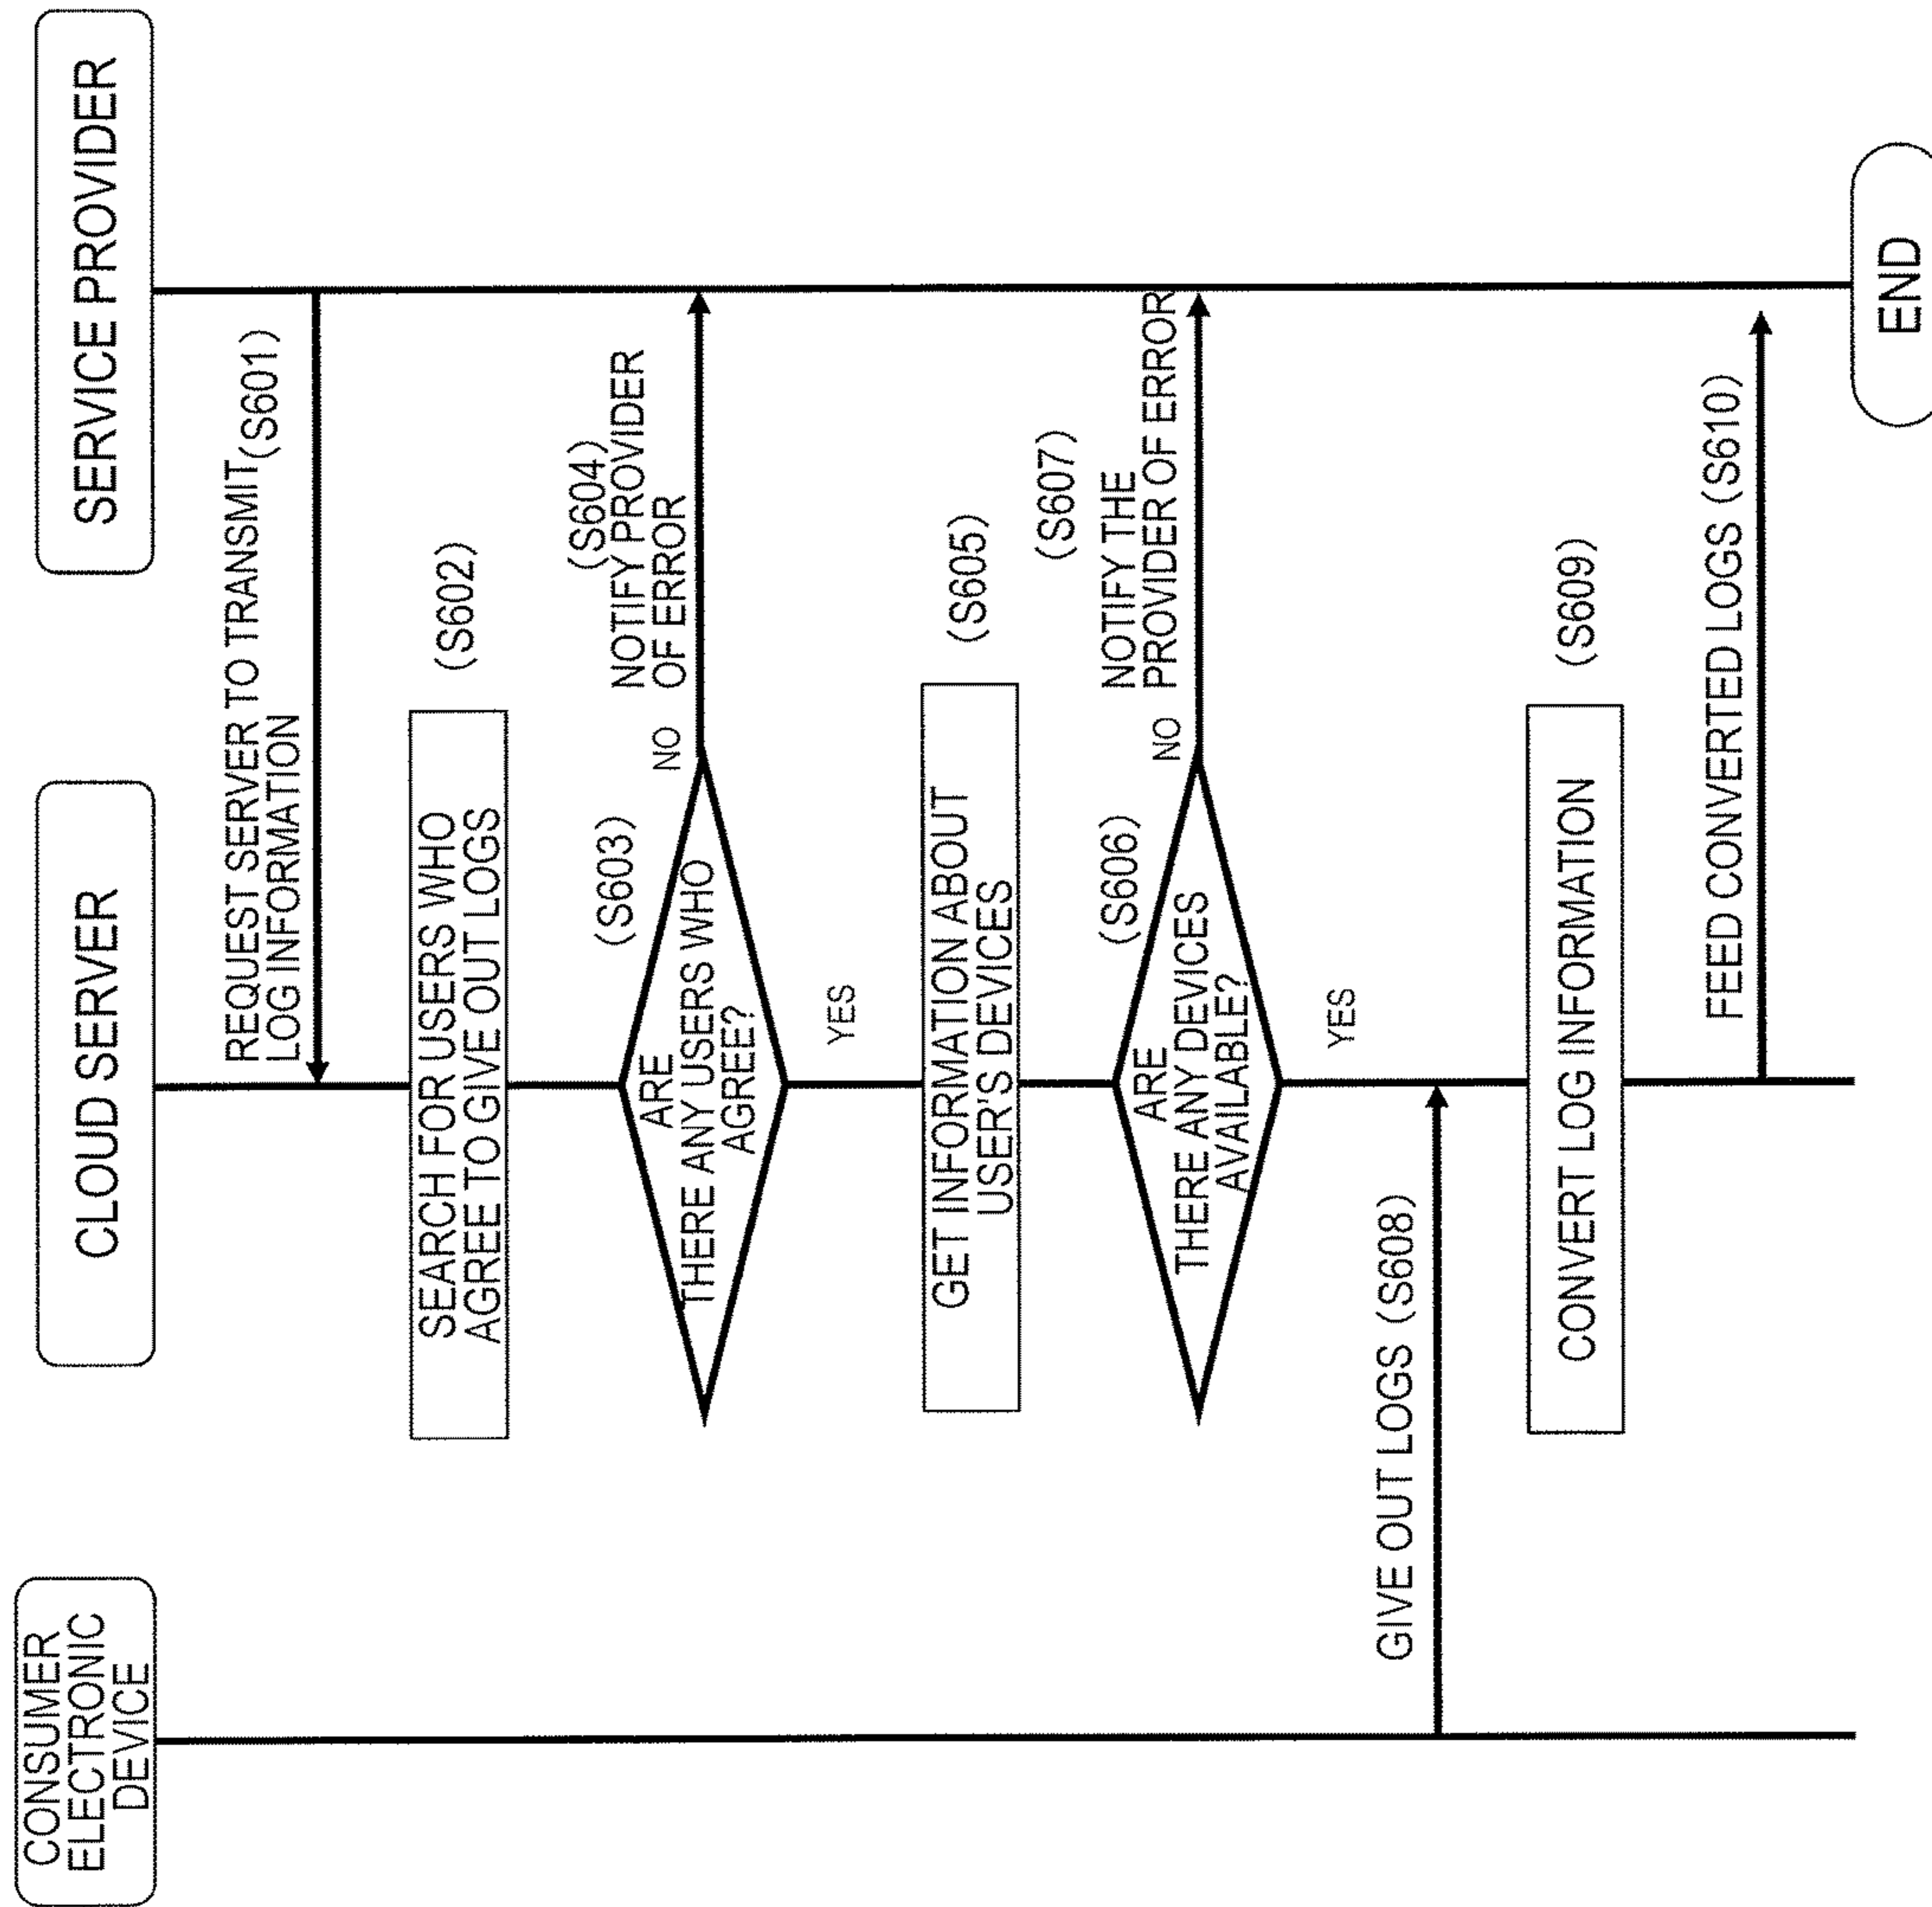 CONSUMER
ELECTRONIC
DEVICE
CLOUD SERVER
SERVICE PROVIDER
REQUEST SERVER TO TRANSMIT
LOG INFORMATION
(S601)
SEARCH FOR USERS WHO
AGREE TO GIVE OUT LOGS
(S602)
(S603)
ARE
THERE ANY USERS WHO
AGREE?
NO
(S604)
NOTIFY PROVIDER
OF ERROR
YES
GET INFORMATION ABOUT
USER'S DEVICES
(S605)
(S606)
ARE
THERE ANY DEVICES
AVAILABLE?
NO
(S607)
NOTIFY THE
PROVIDER OF ERROR
YES
GIVE OUT LOGS (S608)
CONVERT LOG INFORMATION
(S609)
FEED CONVERTED LOGS (S610)
END